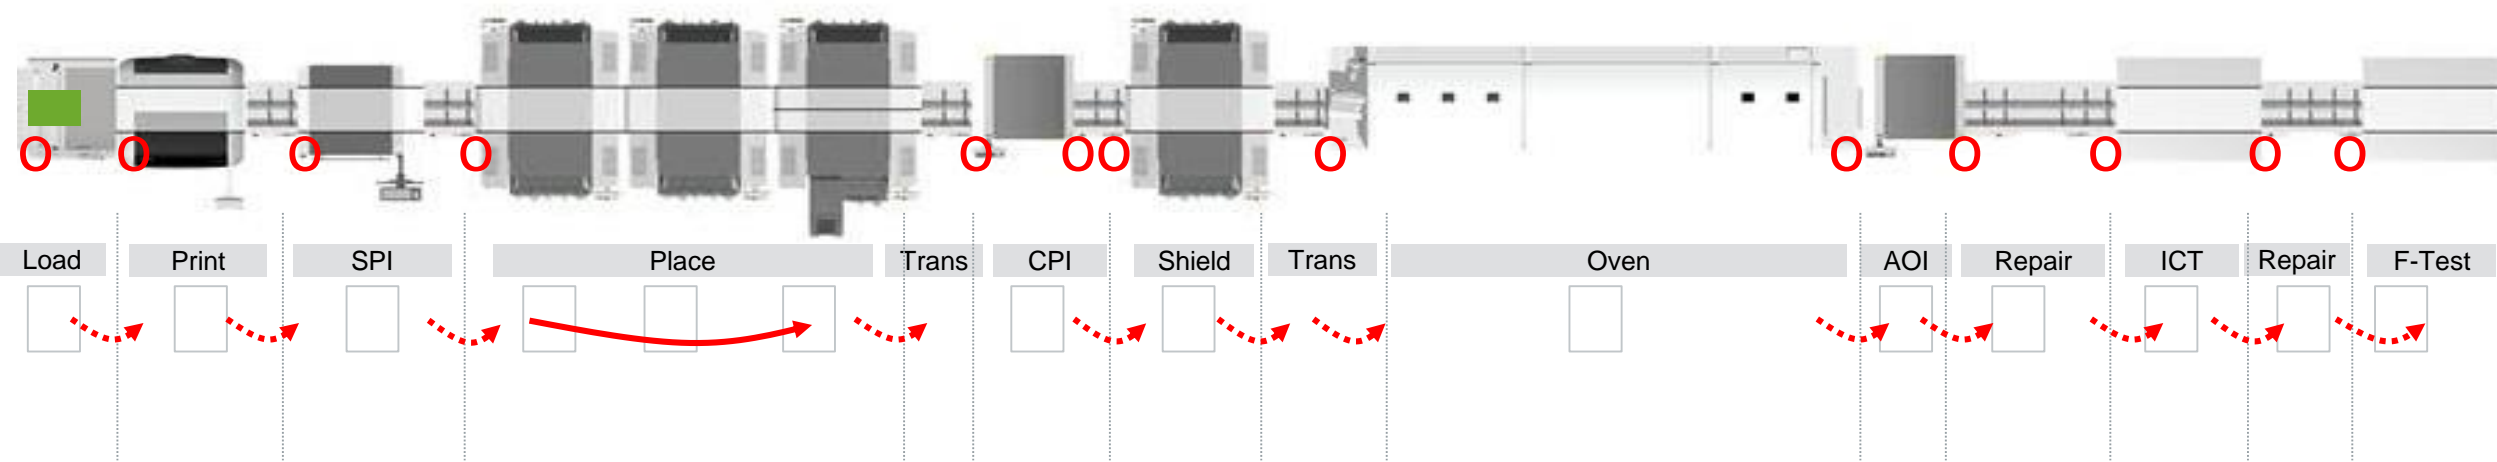 O O O O O O O O O O O O O
Load Print SPI Place Trans CPI Shield Trans Oven AOI Repair ICT Repair F-Test